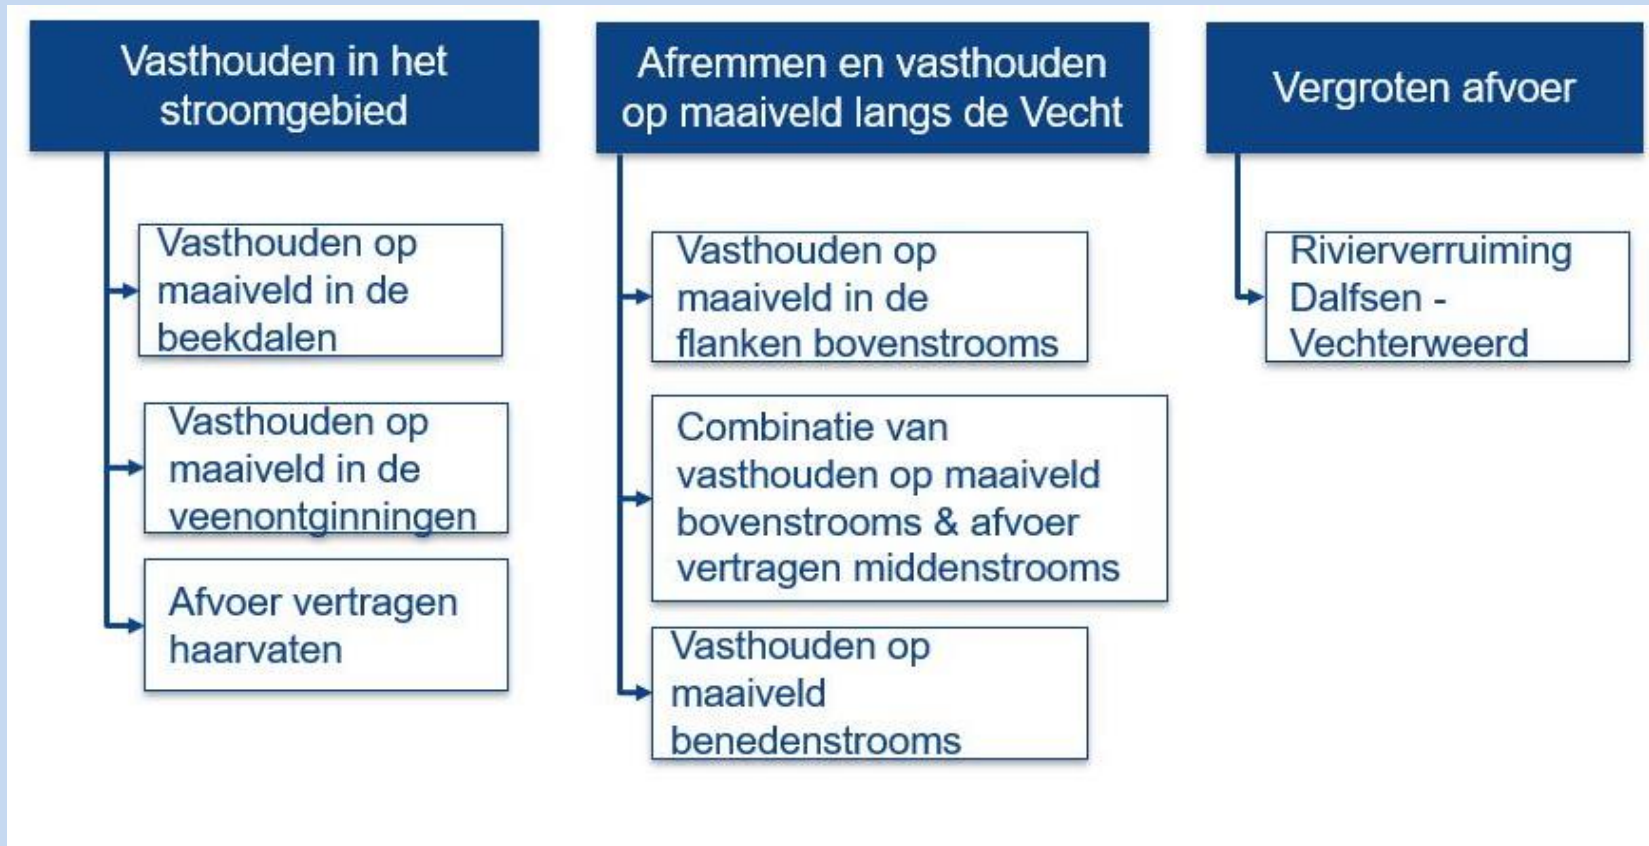 Vasthouden in het
stroomgebied
Vasthouden op
maaiveld in de
beekdalen
Vasthouden op
maaiveld in de
veenontginningen
Afvoer vertragen
haarvaten
Afremmen en vasthouden
op maaiveld langs de Vecht
Vasthouden op
maaiveld in de
flanken bovenstrooms
Combinatie van
vasthouden op maaiveld
bovenstrooms & afvoer
vertragen middenstrooms
Vasthouden op
maaiveld
benedenstrooms
Vergroten afvoer
Rivierverruiming
Dalfsen -
Vechterweerd